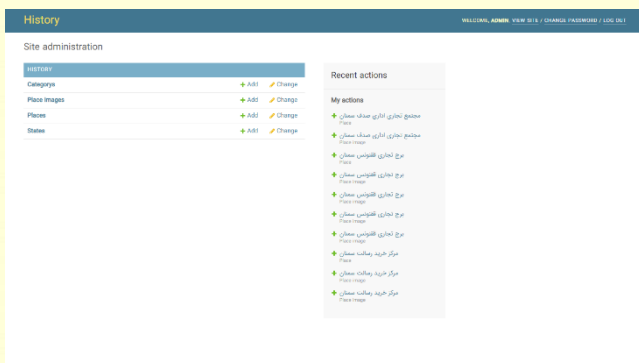 History
WELCOME, ADMIN. VIEW SITE / CHANGE PASSWORD / LOG OUT
Site administration
HISTORY
Categorys + Add Change
Place images + Add Change
Places + Add Change
States + Add Change
Recent actions
My actions
مجتمع تجاری اداری صدف سمنان
Place
مجتمع تجاری اداری صدف سمنان
Place image
برج تجاری ققنوس سمنان
Place
برج تجاری ققنوس سمنان
Place image
برج تجاری ققنوس سمنان
Place image
برج تجاری ققنوس سمنان
Place image
برج تجاری ققنوس سمنان
Place image
مرکز خرید رسالت سمنان
Place
مرکز خرید رسالت سمنان
Place image
مرکز خرید رسالت سمنان
Place image